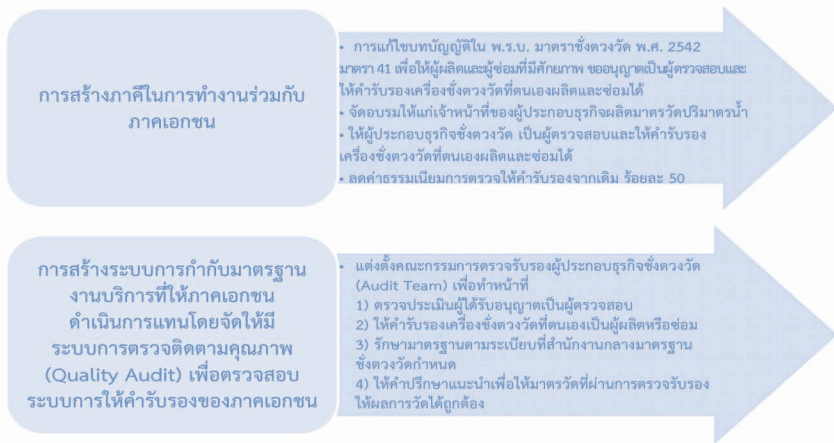 การสร้างภาคีในการทำงานร่วมกับ
ภาคเอกชน
• การแก้ไขบทบัญญัติใน พ.ร.บ. มาตราชั่งตวงวัด พ.ศ. 2542
มาตรา 41 เพื่อให้ผู้ผลิตและผู้ซ่อมที่มีศักยภาพ ขออนุญาตเป็นผู้ตรวจสอบและ
ให้คำรับรองเครื่องชั่งตวงวัดที่ตนเองผลิตและซ่อมได้
• จัดอบรมให้แก่เจ้าหน้าที่ของผู้ประกอบธุรกิจผลิตมาตรวัดปริมาตรน้ำ
• ให้ผู้ประกอบธุรกิจชั่งตวงวัด เป็นผู้ตรวจสอบและให้คำรับรอง
เครื่องชั่งตวงวัดที่ตนเองผลิตและซ่อมได้
• ลดค่าธรรมเนียมการตรวจให้คำรับรองจากเดิม ร้อยละ 50
การสร้างระบบการกำกับมาตรฐาน
งานบริการที่ให้ภาคเอกชน
ดำเนินการแทนโดยจัดให้มี
ระบบการตรวจติดตามคุณภาพ
(Quality Audit) เพื่อตรวจสอบ
ระบบการให้คำรับรองของภาคเอกชน
• แต่งตั้งคณะกรรมการตรวจรับรองผู้ประกอบธุรกิจชั่งตวงวัด
(Audit Team) เพื่อทำหน้าที่
1) ตรวจประเมินผู้ได้รับอนุญาตเป็นผู้ตรวจสอบ
2) ให้คำรับรองเครื่องชั่งตวงวัดที่ตนเองเป็นผู้ผลิตหรือซ่อม
3) รักษามาตรฐานตามระเบียบที่สำนักงานกลางมาตรฐาน
ชั่งตวงวัดกำหนด
4) ให้คำปรึกษาแนะนำเพื่อให้มาตรวัดที่ผ่านการตรวจรับรอง
ให้ผลการวัดได้ถูกต้อง